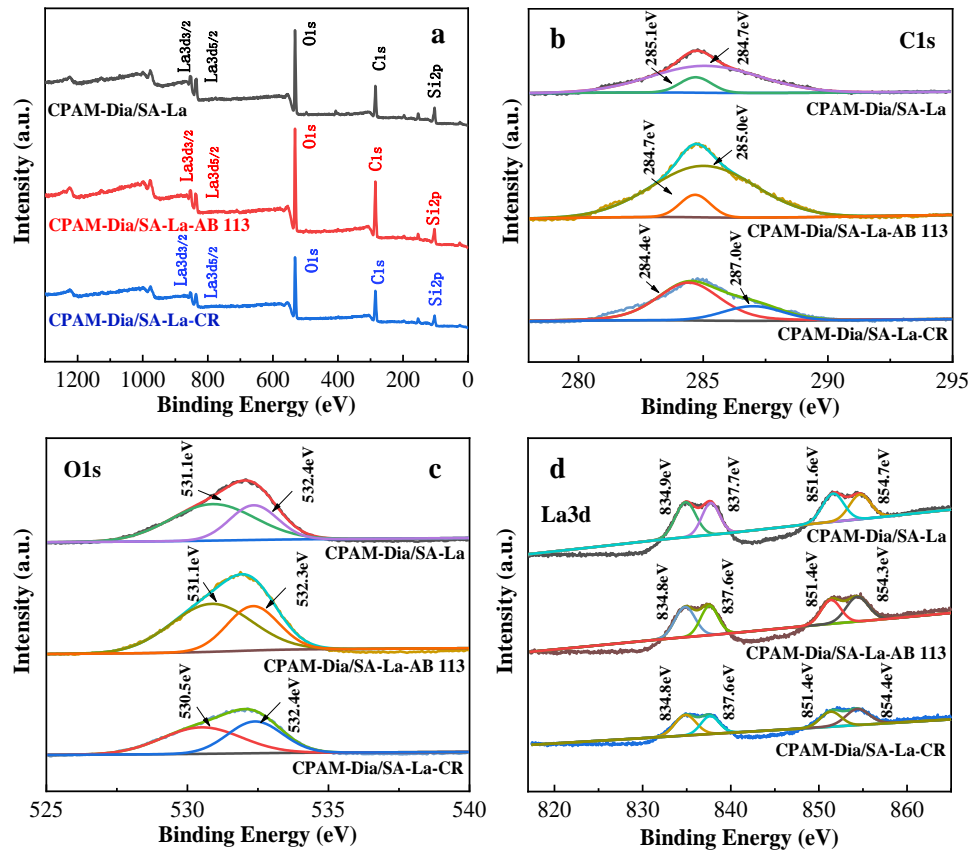 a
La3d3/2
La3d5/2
O1s
C1s
Si2p
CPAM-Dia/SA-La
La3d3/2
La3d5/2
O1s
C1s
Si2p
CPAM-Dia/SA-La-AB 113
La3d3/2
La3d5/2
O1s
C1s
Si2p
CPAM-Dia/SA-La-CR
Intensity (a.u.)
1200 1000 800 600 400 200 0
Binding Energy (eV)
b
C1s
285.1eV
284.7eV
CPAM-Dia/SA-La
284.7eV
285.0eV
CPAM-Dia/SA-La-AB 113
284.4eV
287.0eV
CPAM-Dia/SA-La-CR
Intensity (a.u.)
280 285 290 295
Binding Energy (eV)
O1s
c
531.1eV
532.4eV
CPAM-Dia/SA-La
531.1eV
532.3eV
CPAM-Dia/SA-La-AB 113
530.5eV
532.4eV
CPAM-Dia/SA-La-CR
Intensity (a.u.)
525 530 535 540
Binding Energy (eV)
d
La3d
834.9eV
837.7eV
851.6eV
854.7eV
CPAM-Dia/SA-La
834.8eV
837.6eV
851.4eV
854.3eV
CPAM-Dia/SA-La-AB 113
834.8eV
837.6eV
851.4eV
854.4eV
CPAM-Dia/SA-La-CR
Intensity (a.u.)
820 830 840 850 860
Binding Energy (eV)